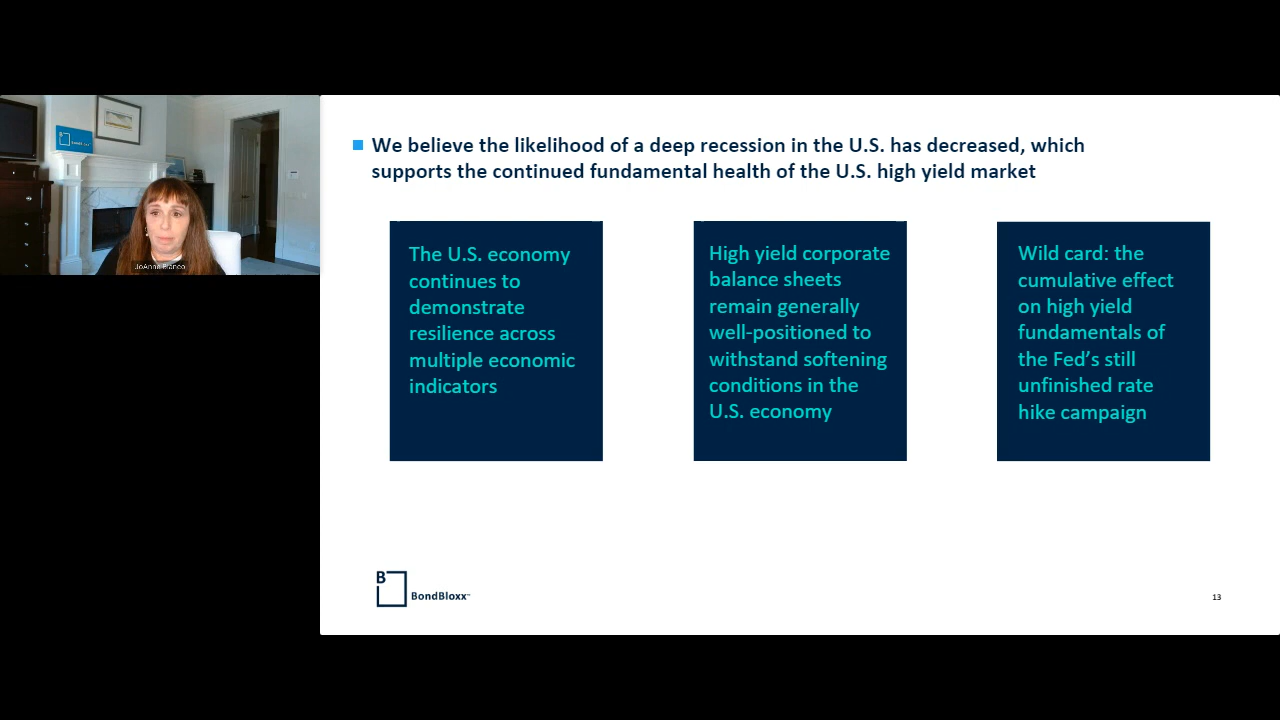 We believe the likelihood of a deep recession in the U.S. has decreased, which
supports the continued fundamental health of the U.S. high yield market
The U.S. economy
continues to
demonstrate
resilience across
multiple economic
indicators
High yield corporate
balance sheets
remain generally
well-positioned to
withstand softening
conditions in the
U.S. economy
Wild card: the
cumulative effect
on high yield
fundamentals of
the Fed's still
unfinished rate
hike campaign
JoAnne Bianco
B
BondBloxx
13